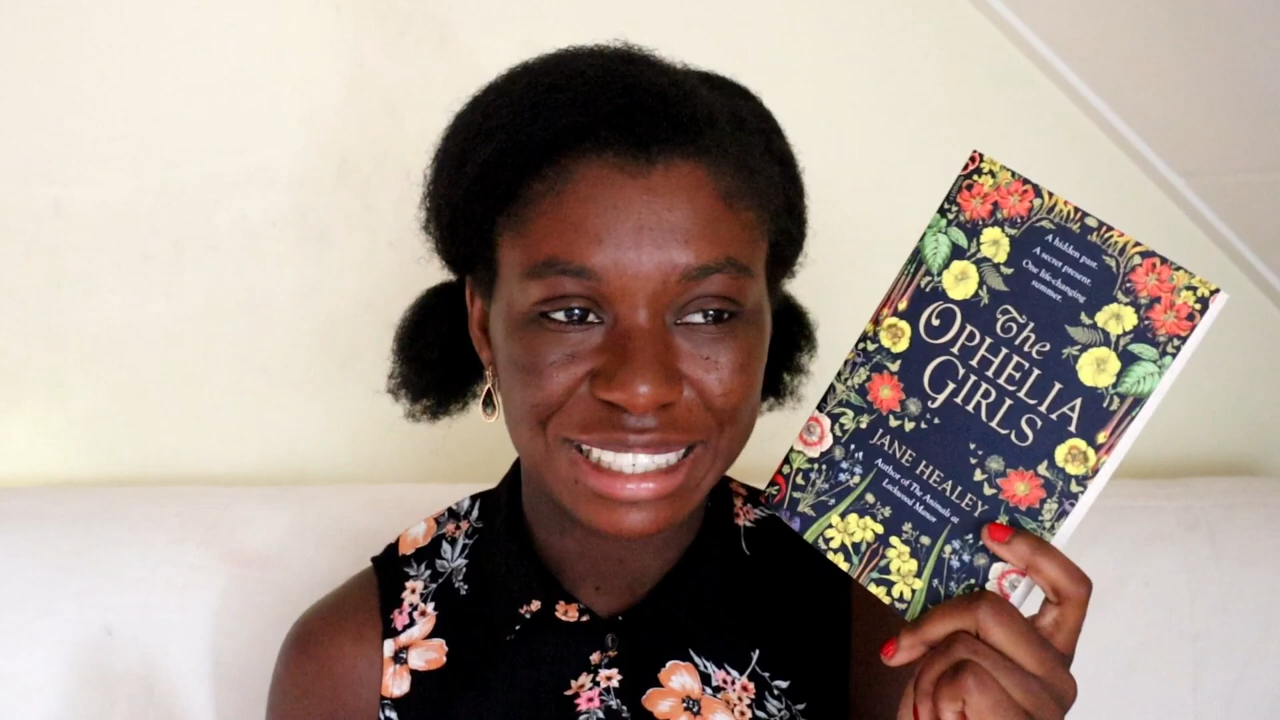 A hidden past.
A secret present.
One life-changing
summer.
The
OPHELIA
GIRLS
JANE HEALEY
Author of The Animals at
Lockwood Manor